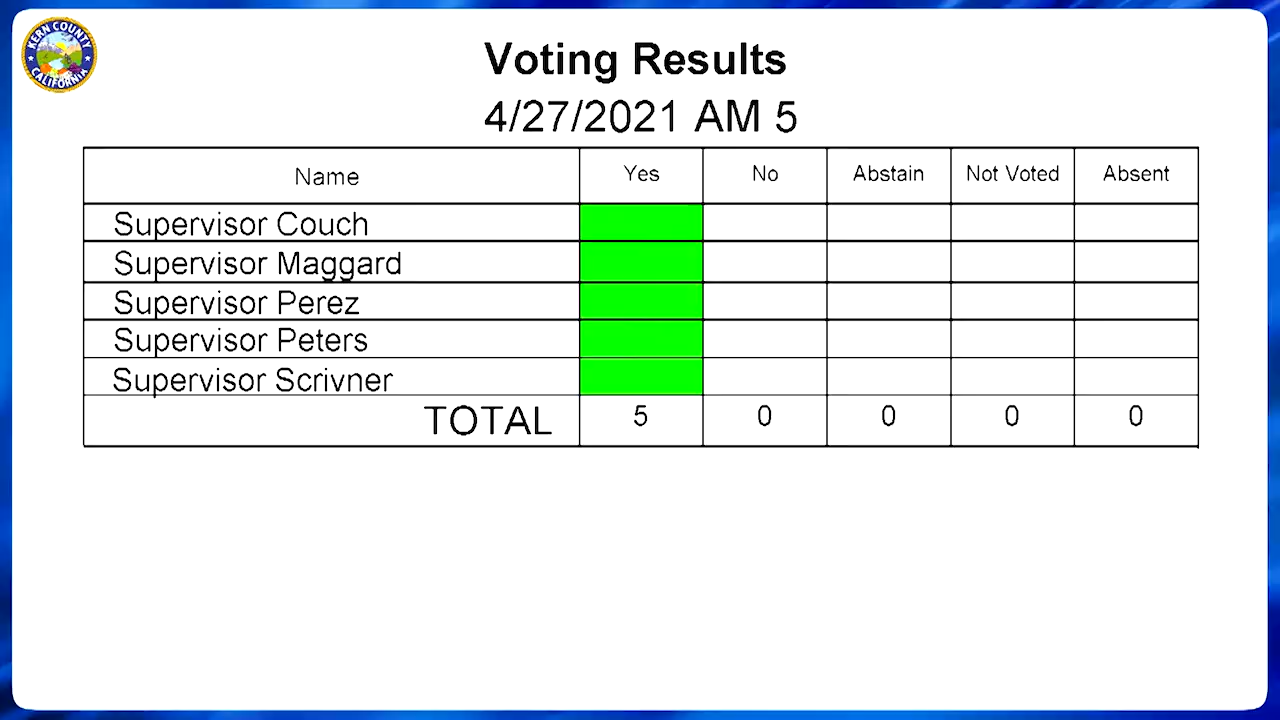 KERN COUNTY
CALIFORNIA
Voting Results
4/27/2021 AM 5
Name Yes No Abstain Not Voted Absent
Supervisor Couch
Supervisor Maggard
Supervisor Perez
Supervisor Peters
Supervisor Scrivner
TOTAL 5 0 0 0 0